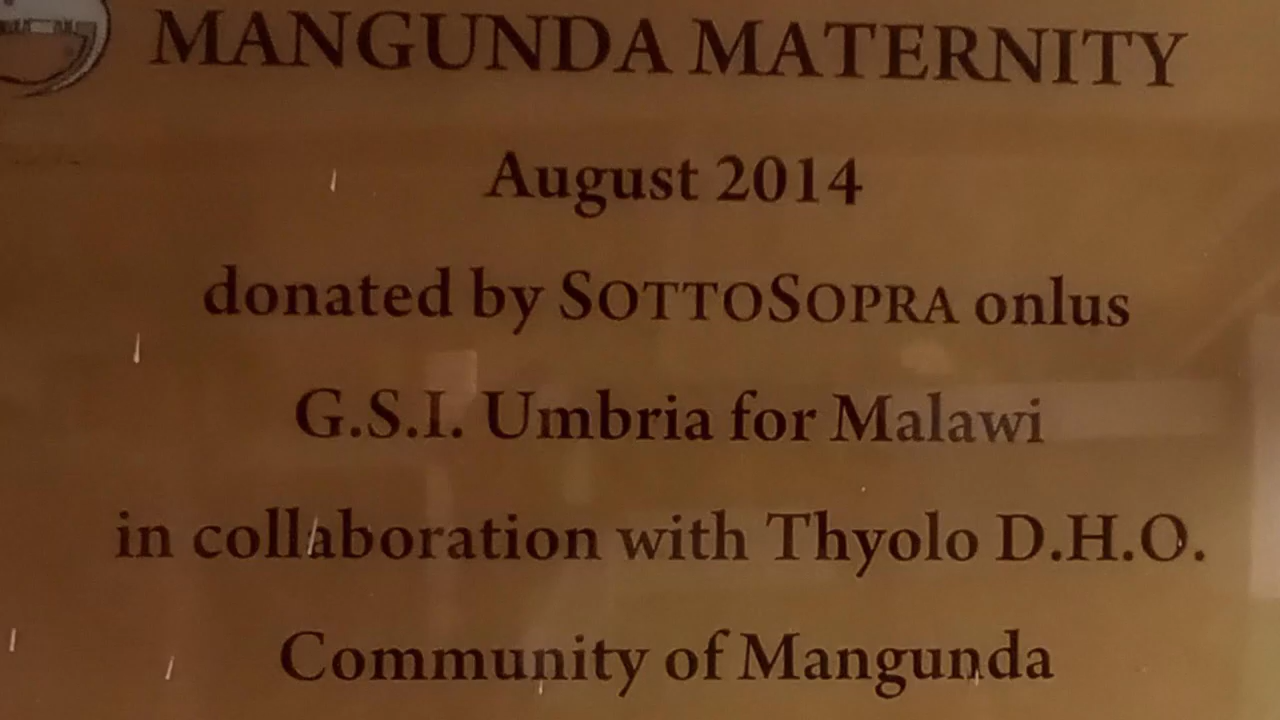 MANGUNDA MATERNITY
August 2014
donated by SOTTOSOPRA onlus
G.S.I. Umbria for Malawi
in collaboration with Thyolo D.H.O.
Community of Mangunda